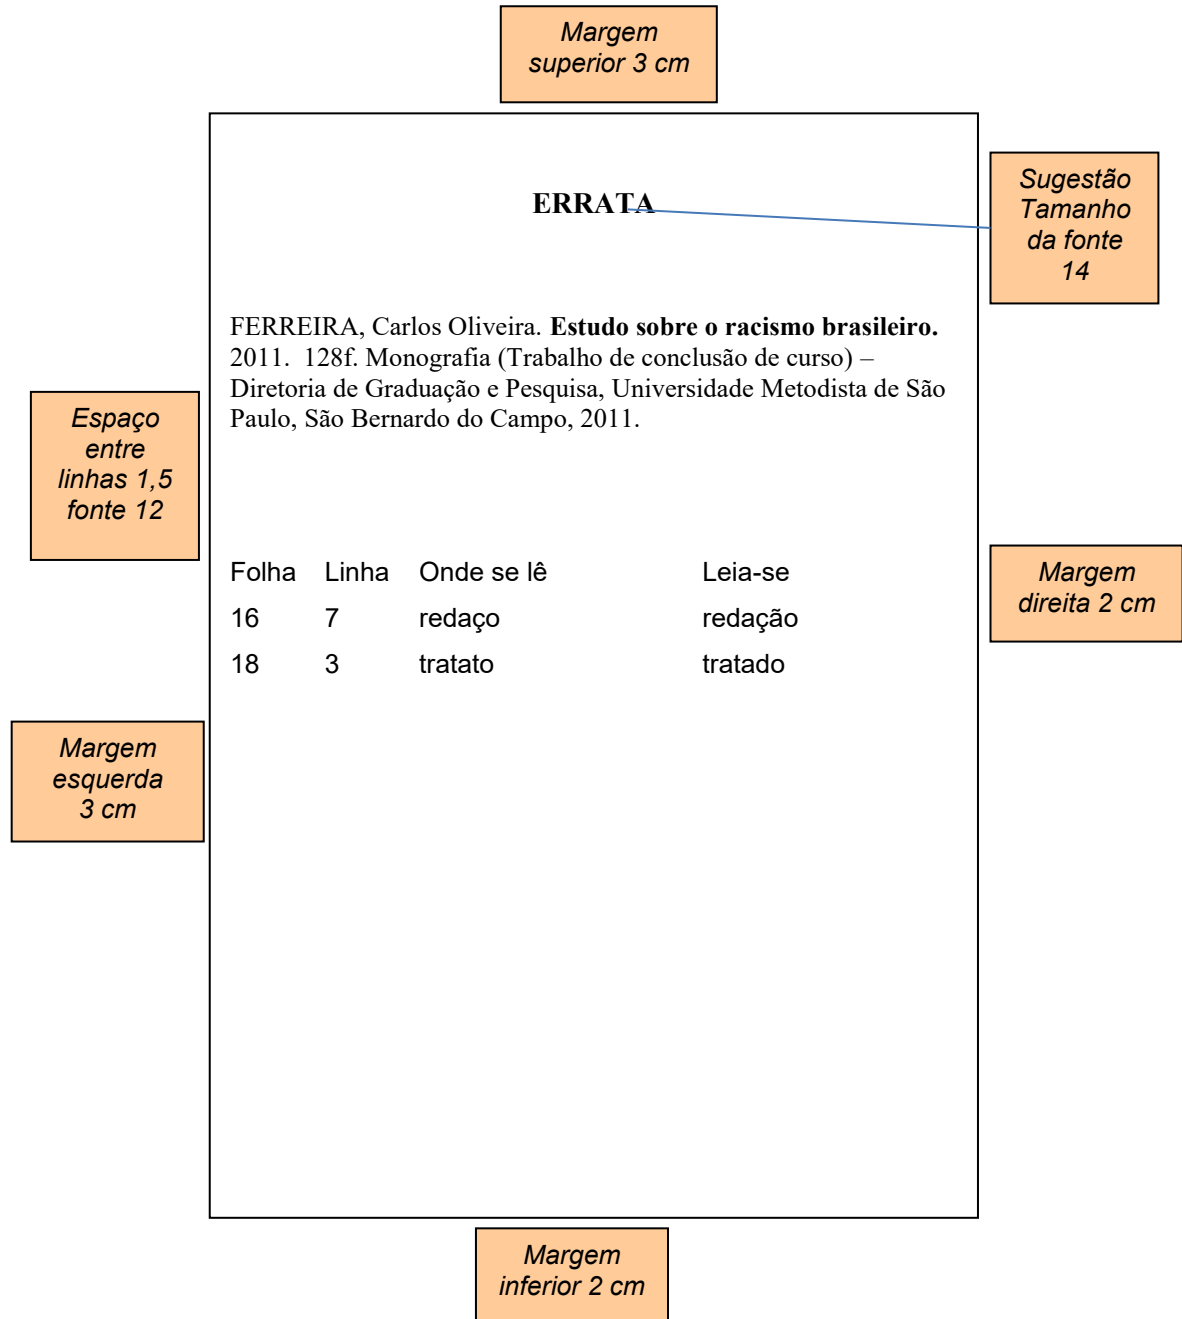 Margem
superior 3 cm
ERRATA
Sugestão
Tamanho
da fonte
14
FERREIRA, Carlos Oliveira. Estudo sobre o racismo brasileiro.
2011.  128f. Monografia (Trabalho de conclusão de curso) –
Diretoria de Graduação e Pesquisa, Universidade Metodista de São
Paulo, São Bernardo do Campo, 2011.
Espaço
entre
linhas 1,5
fonte 12
Folha Linha Onde se lê Leia-se
16 7 redaço redação
18 3 tratato tratado
Margem
direita 2 cm
Margem
esquerda
3 cm
Margem
inferior 2 cm